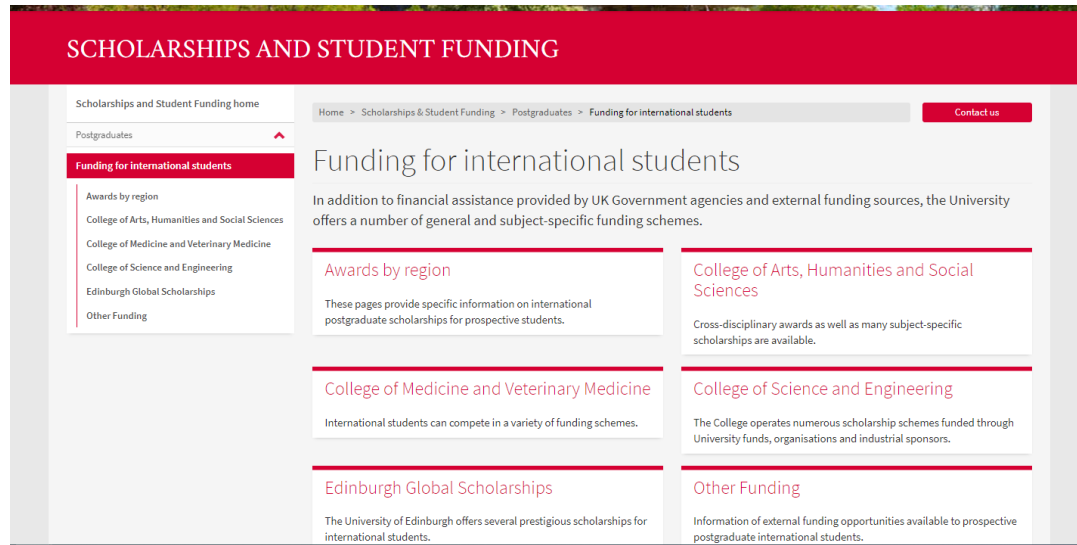 SCHOLARSHIPS AND STUDENT FUNDING
Scholarships and Student Funding home
Postgraduates
Funding for international students
Awards by region
College of Arts, Humanities and Social Sciences
College of Medicine and Veterinary Medicine
College of Science and Engineering
Edinburgh Global Scholarships
Other Funding
Home > Scholarships & Student Funding > Postgraduates > Funding for international students
Contact us
Funding for international students
In addition to financial assistance provided by UK Government agencies and external funding sources, the University
offers a number of general and subject-specific funding schemes.
Awards by region
These pages provide specific information on international
postgraduate scholarships for prospective students.
College of Arts, Humanities and Social
Sciences
Cross-disciplinary awards as well as many subject-specific
scholarships are available.
College of Medicine and Veterinary Medicine
International students can compete in a variety of funding schemes.
College of Science and Engineering
The College operates numerous scholarship schemes funded through
University funds, organisations and industrial sponsors.
Edinburgh Global Scholarships
The University of Edinburgh offers several prestigious scholarships for
international students.
Other Funding
Information of external funding opportunities available to prospective
postgraduate international students.